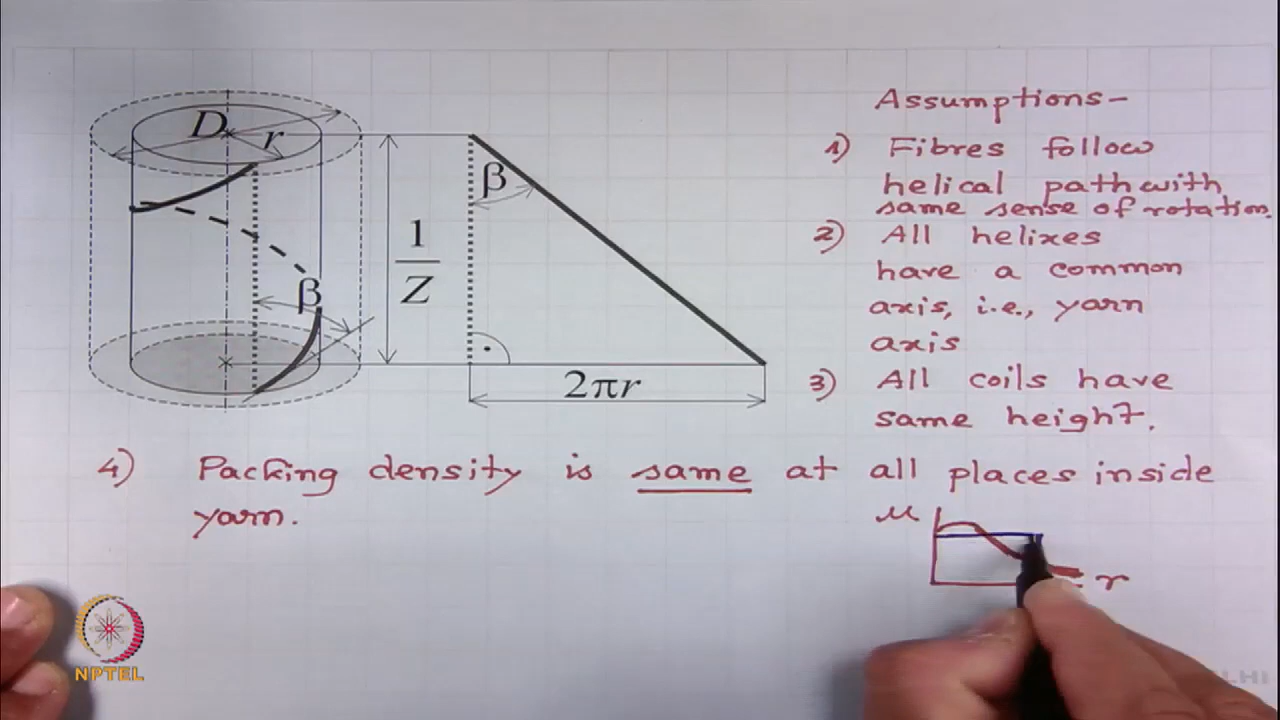 D
r
β
1
Z
β
2πr
Assumptions-
1) Fibres follow
helical path with
same sense of rotation.
2) All helixes
have a common
axis, i.e., yarn
axis
3) All coils have
same height.
4) Packing density is same at all places inside
yarn.
μ
r
NPTEL